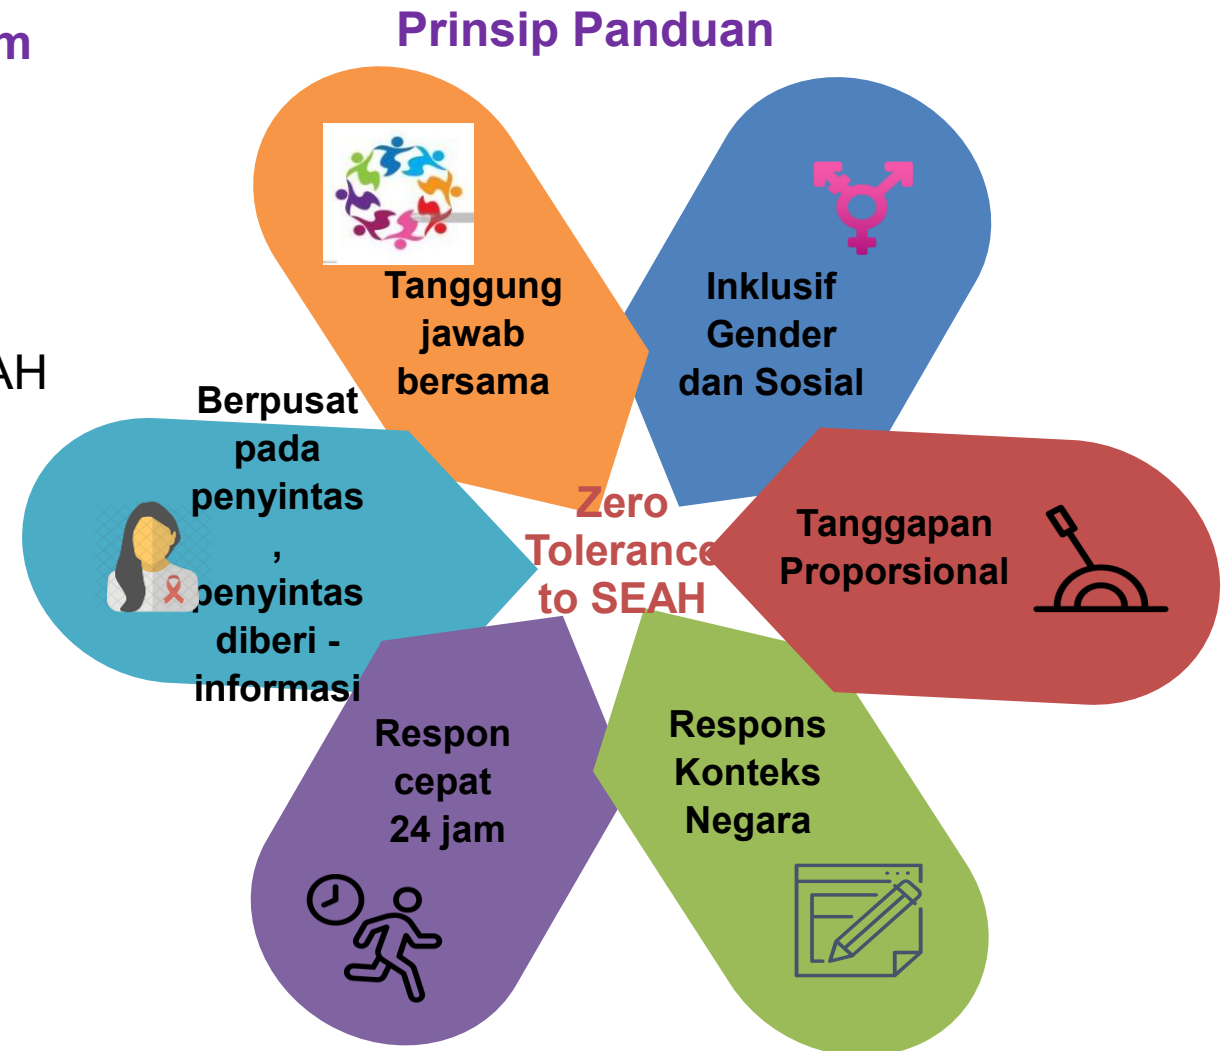 m
Prinsip Panduan
AH
Tanggung
jawab
bersama
Inklusif
Gender
dan Sosial
Berpusat
pada
penyintas
,
penyintas
diberi -
informasi
Zero
Tolerance
to SEAH
Tanggapan
Proporsional
Respon
cepat
24 jam
Respons
Konteks
Negara